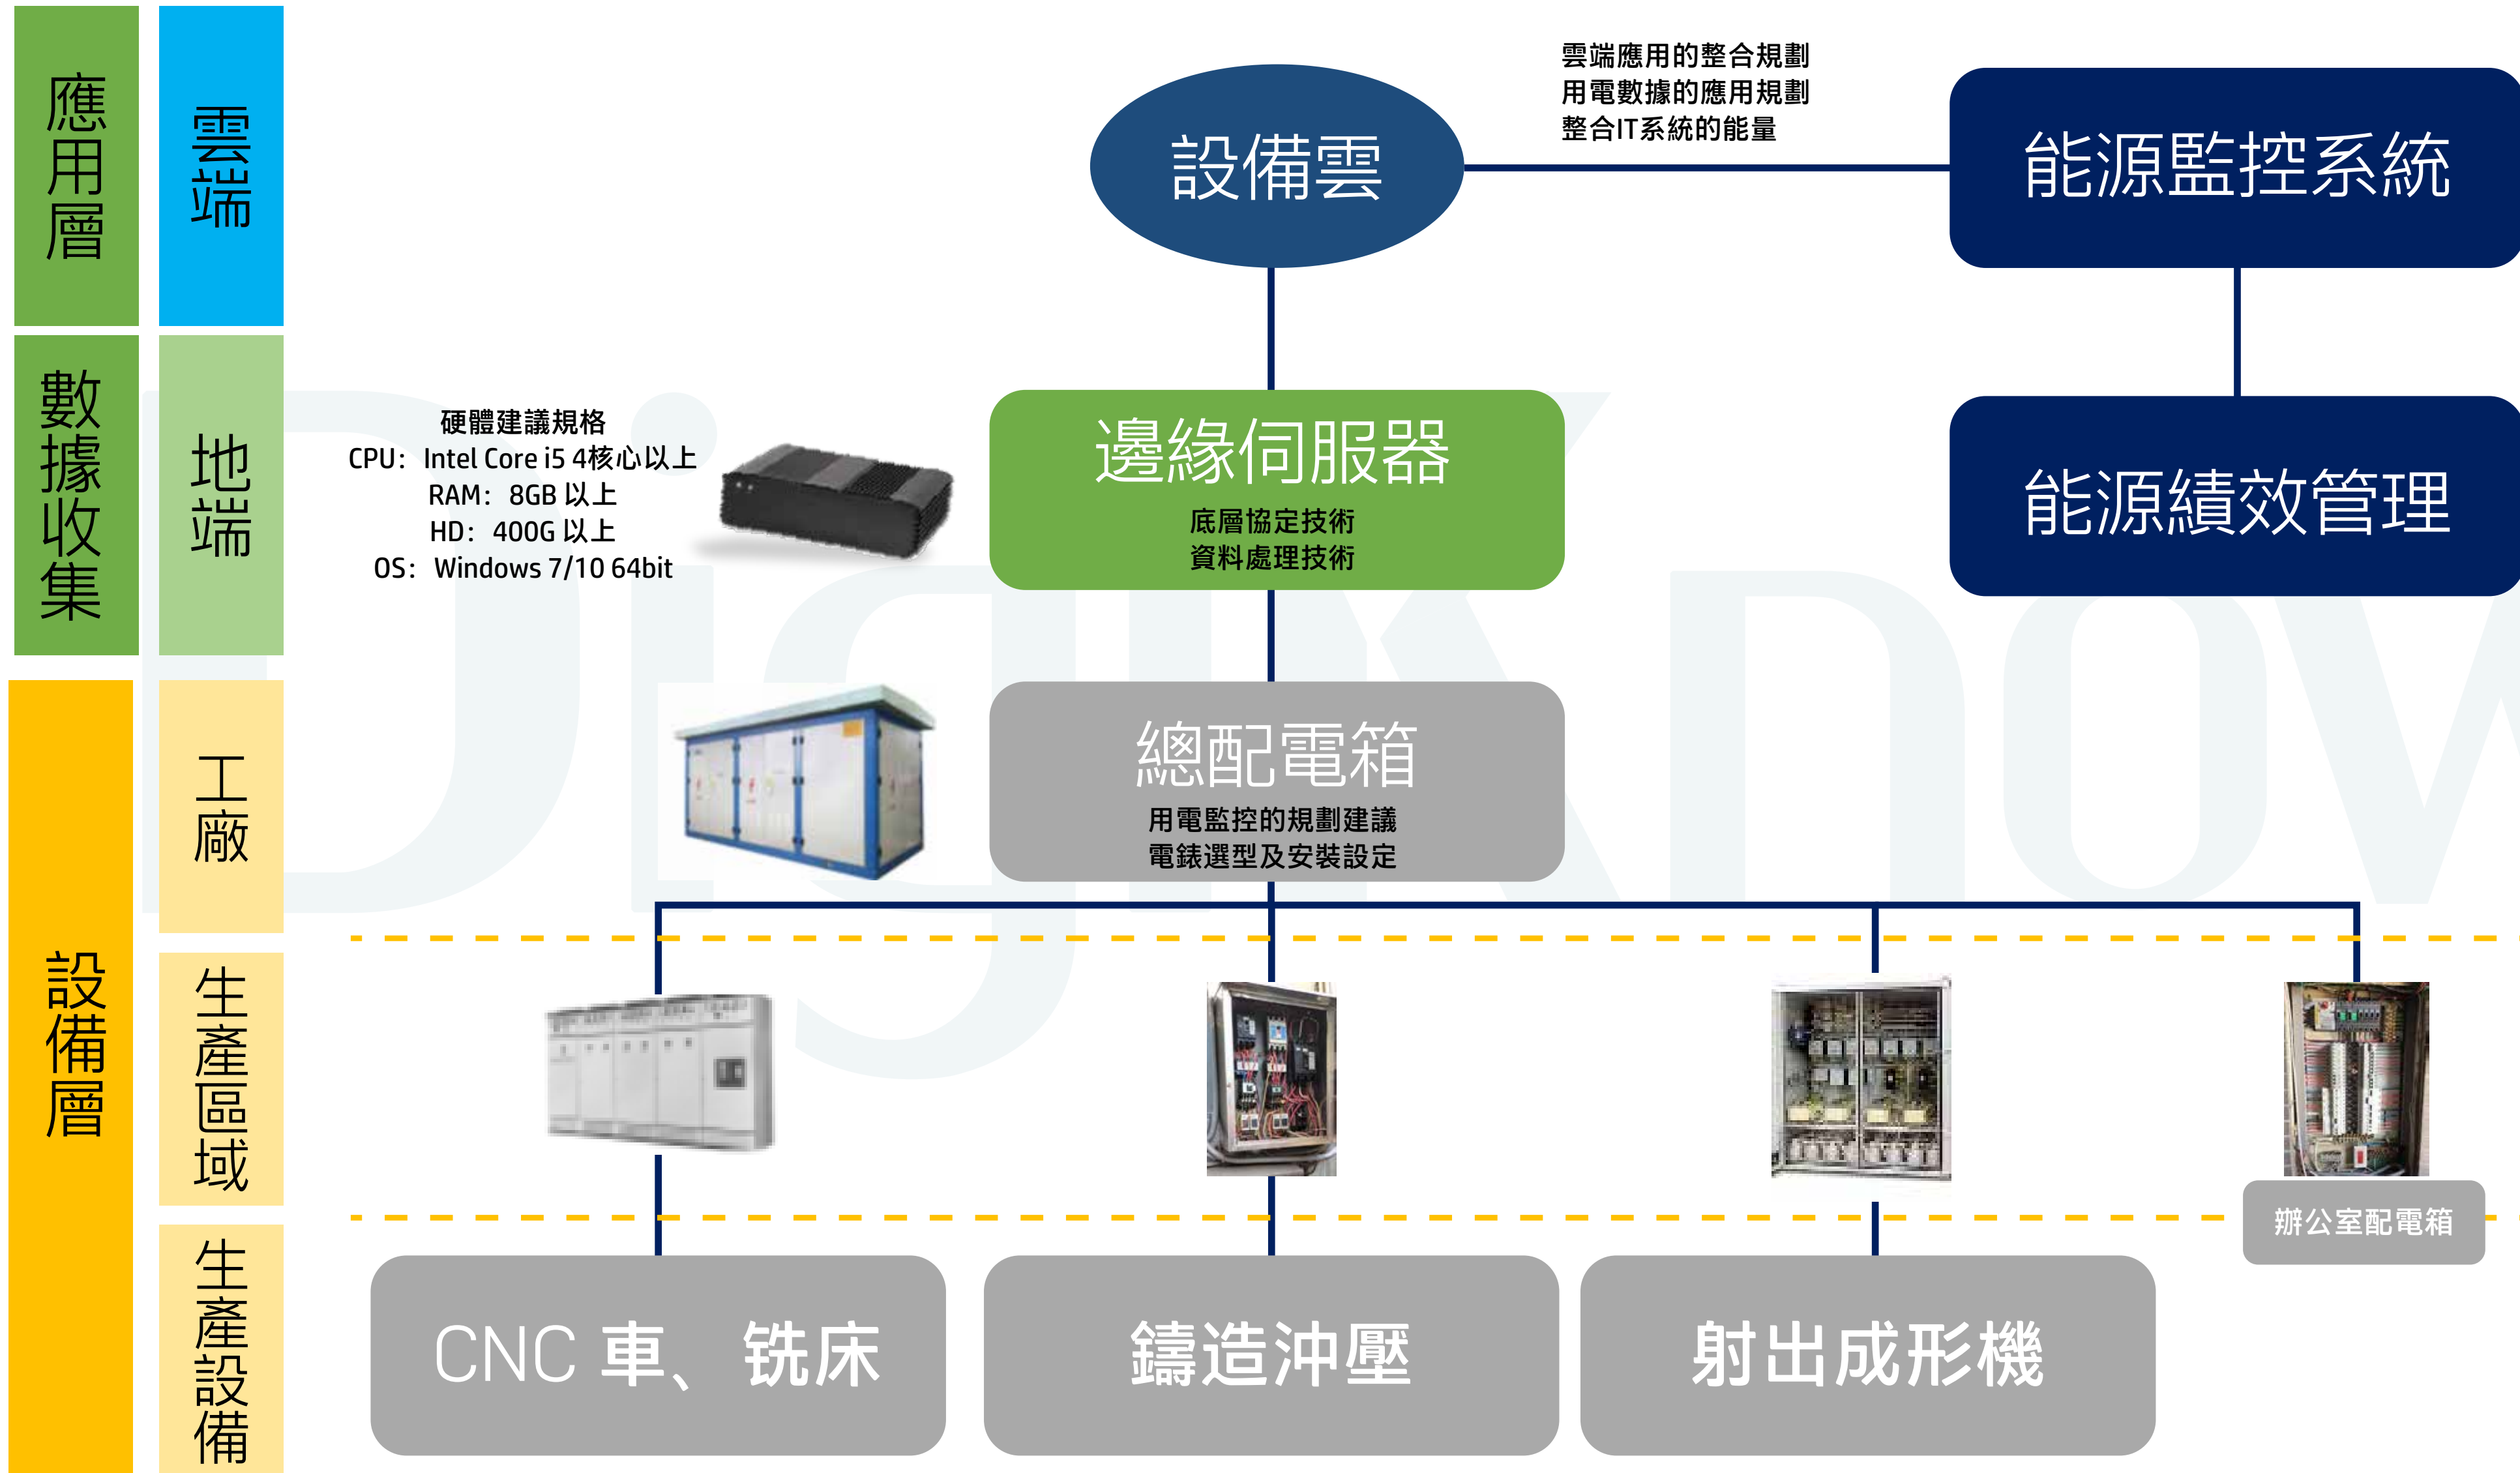 應用層
雲端
設備雲
雲端應用的整合規劃
用電數據的應用規劃
整合IT系統的能量
能源監控系統
數據收集
地端
硬體建議規格
CPU：Intel Core i5 4核心以上
RAM：8GB 以上
HD：400G 以上
OS：Windows 7/10 64bit
邊緣伺服器
底層協定技術
資料處理技術
能源績效管理
設備層
工廠
總配電箱
用電監控的規劃建議
電錶選型及安裝設定
生產區域
辦公室配電箱
生產設備
CNC 車、铣床
鑄造沖壓
射出成形機
DigiKnow